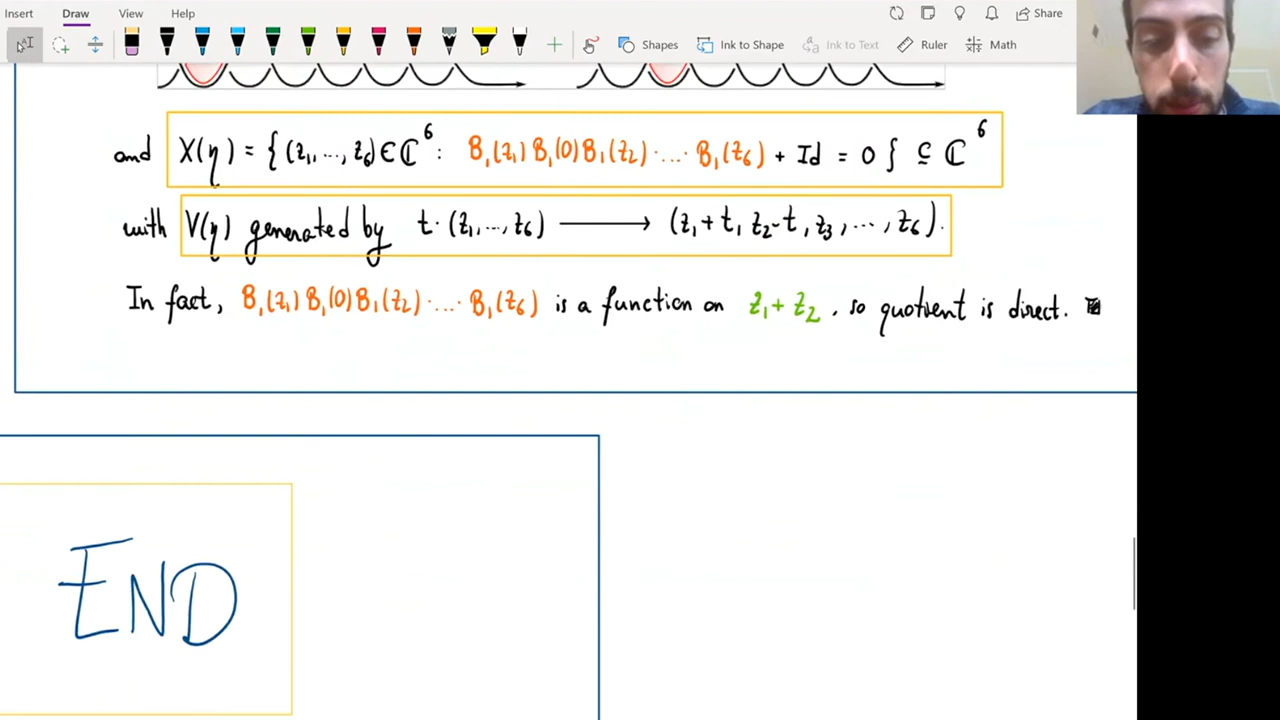 Insert Draw View Help Share
Shapes Ink to Shape Ink to Text Ruler Math
and X(η) = { (z₁, ..., z₆) ∈ ℂ⁶ : B₁(z₁) B₁(0) B₁(z₂) · ... · B₁(z₆) + Id = 0 } ⊆ ℂ⁶
with V(η) generated by t · (z₁, ..., z₆) ⟶ (z₁ + t, z₂ - t, z₃, ..., z₆).
In fact, B₁(z₁) B₁(0) B₁(z₂) · ... · B₁(z₆) is a function on z₁ + z₂, so quotient is direct.
END